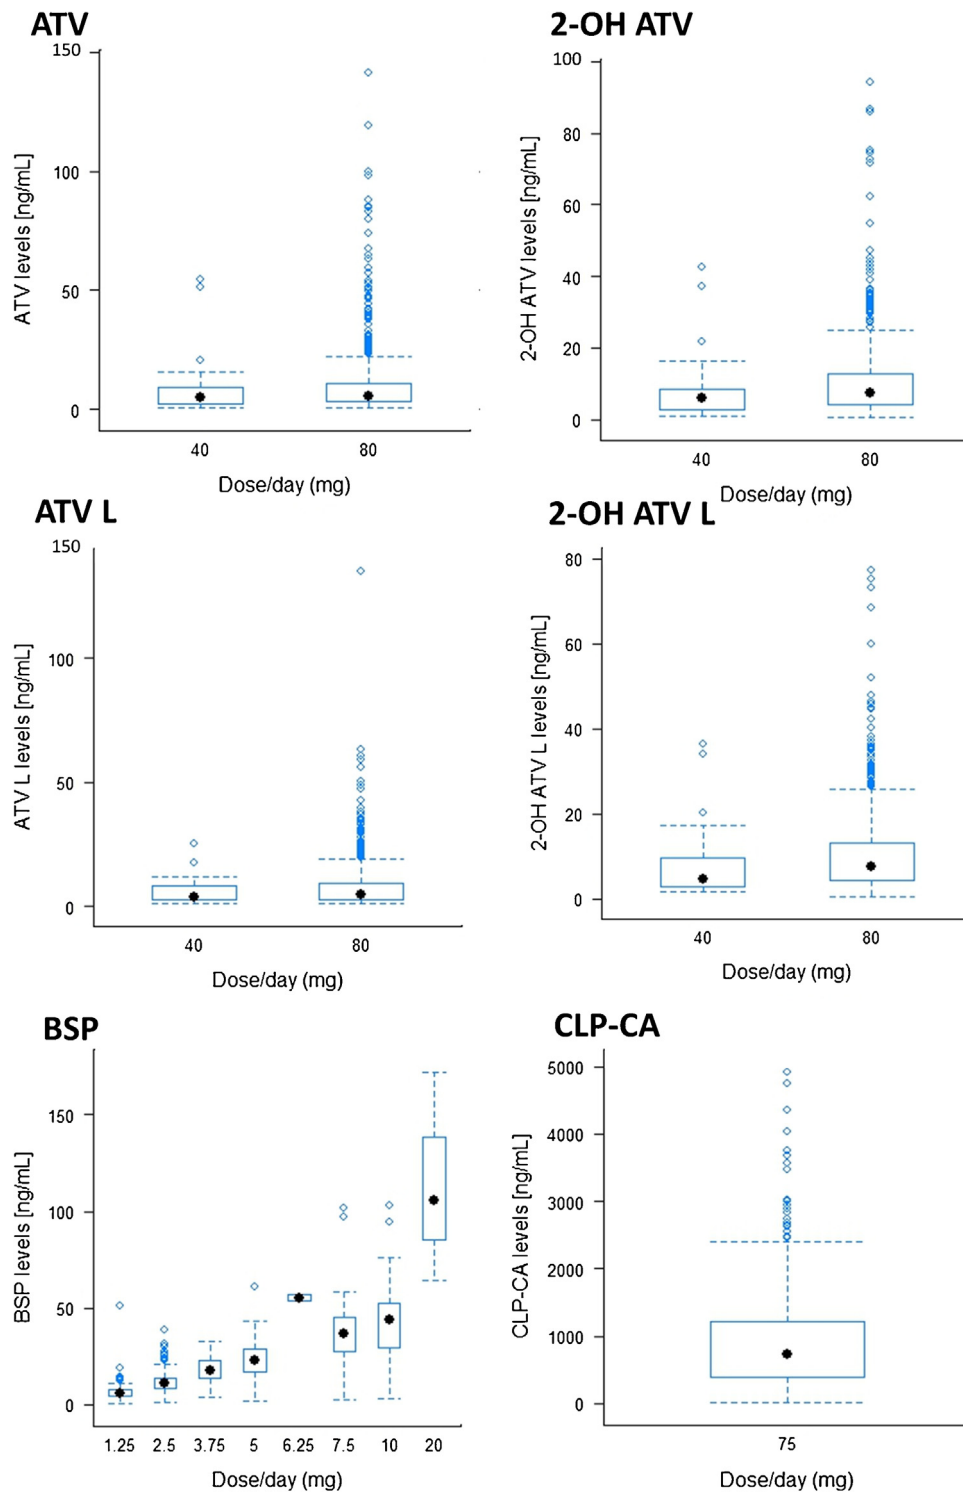 ATV
150
100
50
0
ATV levels [ng/mL]
40 80
Dose/day (mg)
2-OH ATV
100
80
60
40
20
0
2-OH ATV levels [ng/mL]
40 80
Dose/day (mg)
ATV L
150
100
50
0
ATV L levels [ng/mL]
40 80
Dose/day (mg)
2-OH ATV L
80
60
40
20
0
2-OH ATV L levels [ng/mL]
40 80
Dose/day (mg)
BSP
150
100
50
0
BSP levels [ng/mL]
1.25 2.5 3.75 5 6.25 7.5 10 20
Dose/day (mg)
CLP-CA
5000
4000
3000
2000
1000
0
CLP-CA levels [ng/mL]
75
Dose/day (mg)